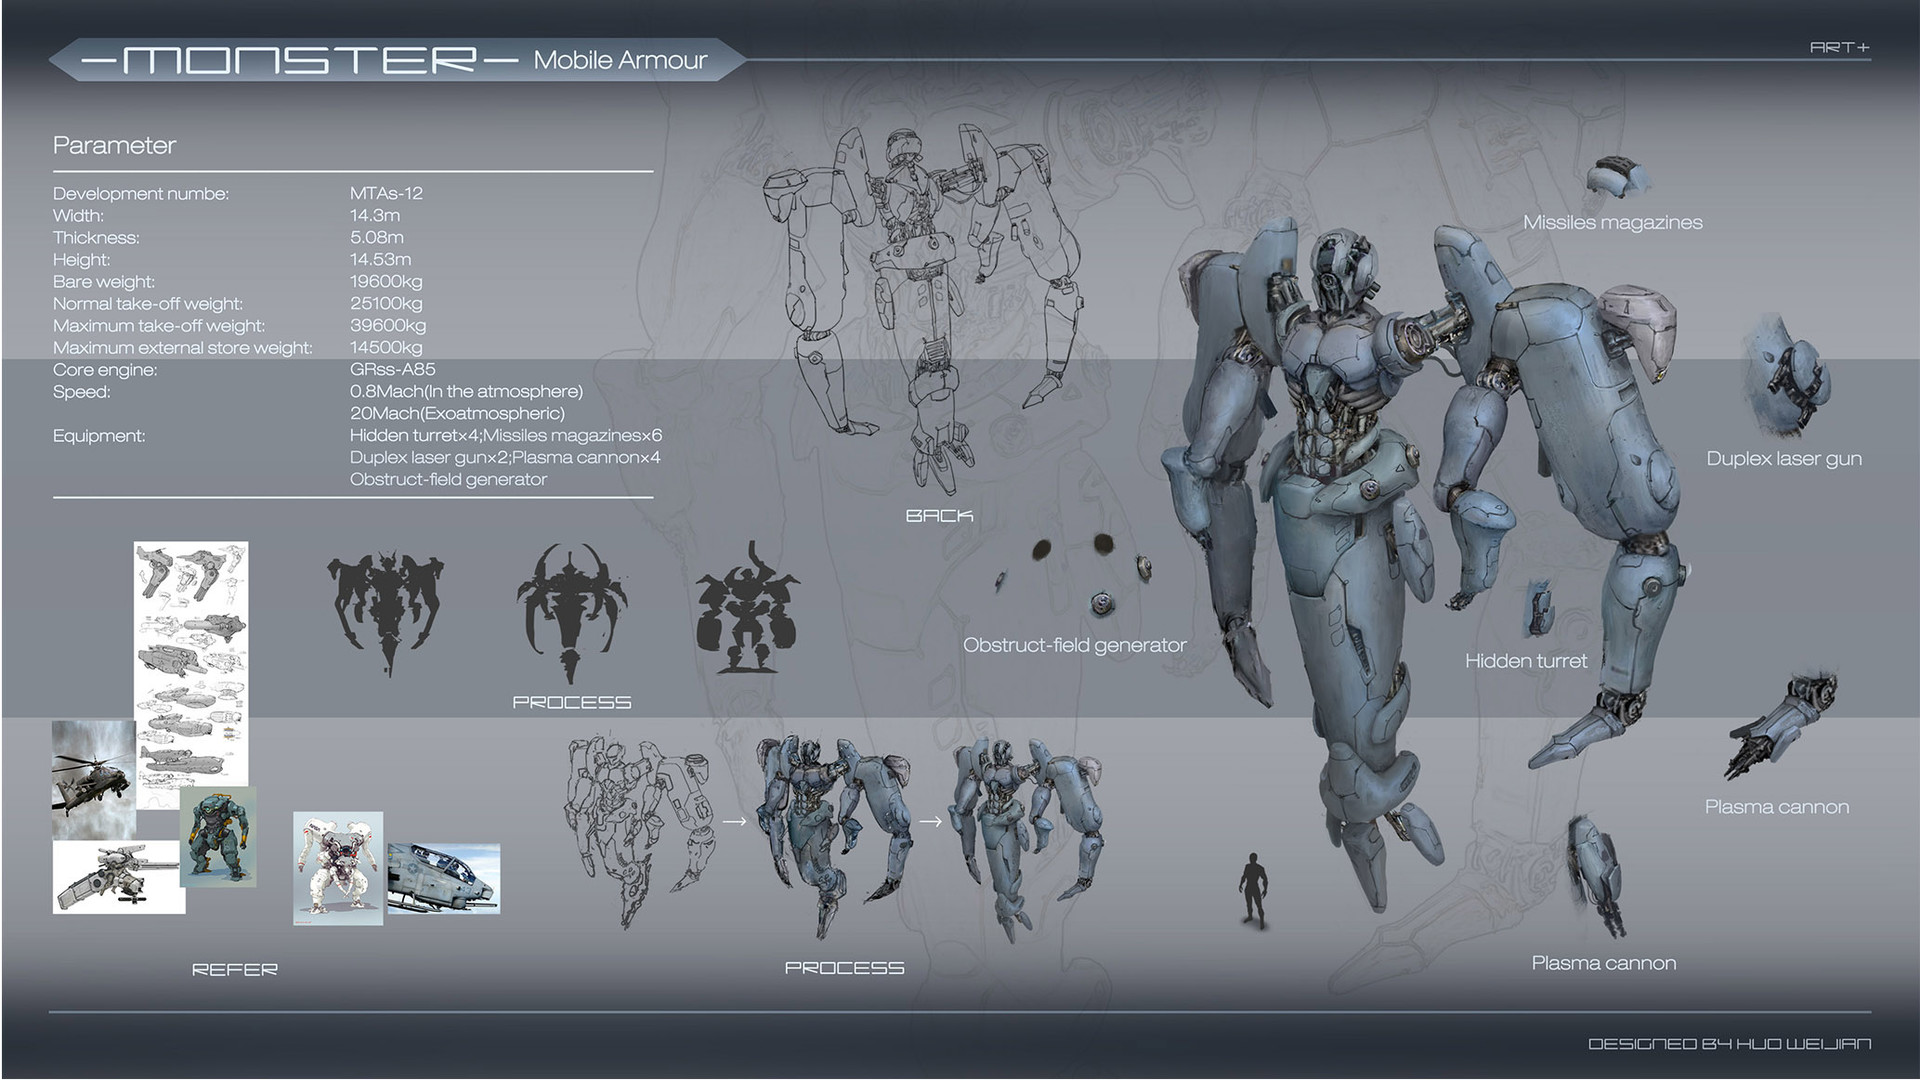 MONSTER Mobile Armour
ART+
Parameter
Development numbe: MTAs-12
Width: 14.3m
Thickness: 5.08m
Height: 14.53m
Bare weight: 19600kg
Normal take-off weight: 25100kg
Maximum take-off weight: 39600kg
Maximum external store weight: 14500kg
Core engine: GRss-A85
Speed: 0.8Mach(In the atmosphere)
20Mach(Exoatmospheric)
Equipment: Hidden turret×4;Missiles magazines×6
Duplex laser gun×2;Plasma cannon×4
Obstruct-field generator
BACK
Missiles magazines
Duplex laser gun
Obstruct-field generator
Hidden turret
PROCESS
Plasma cannon
Plasma cannon
REFER
PROCESS
DESIGNED BY HUO WEIJIAN